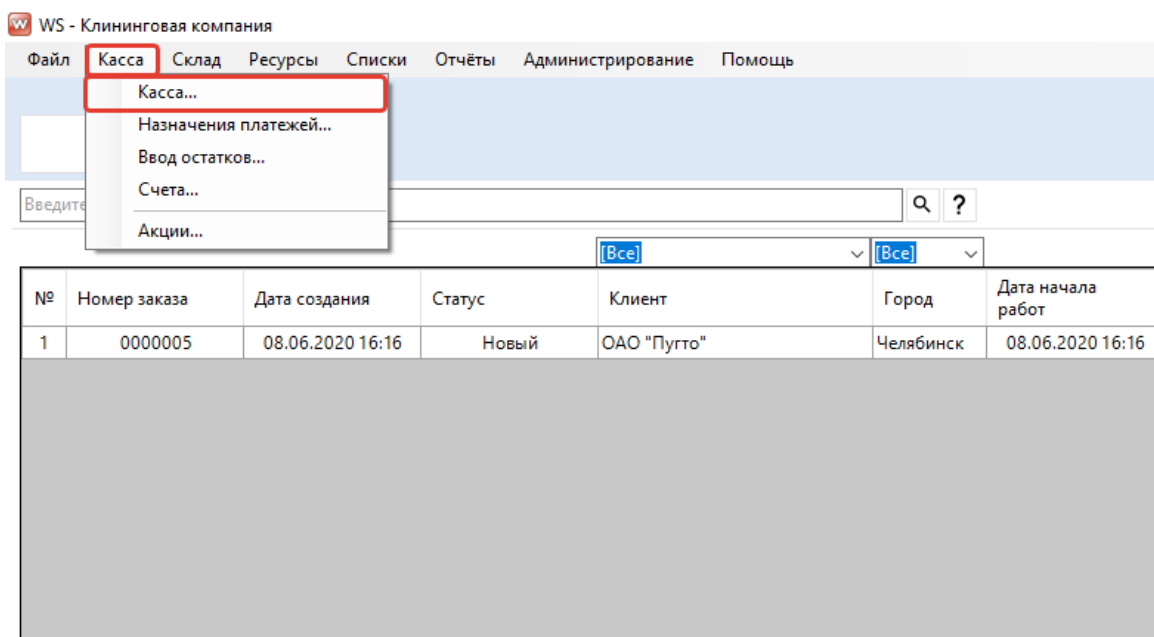 WS - Клининговая компания
Файл Касса Склад Ресурсы Списки Отчёты Администрирование Помощь
Касса...
Назначения платежей...
Ввод остатков...
Счета...
Акции...
Введите
?
[Все] [Все]
№ Номер заказа Дата создания Статус Клиент Город Дата начала
работ
1 0000005 08.06.2020 16:16 Новый ОАО "Пугто" Челябинск 08.06.2020 16:16